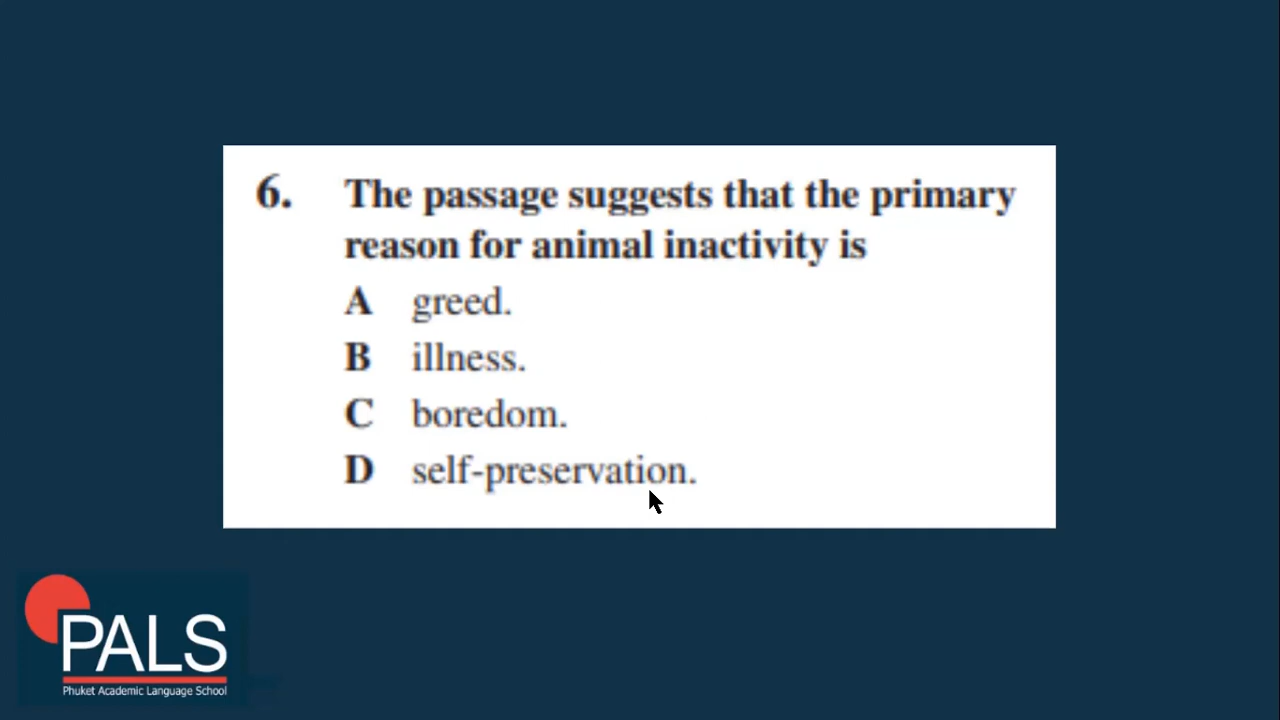 6. The passage suggests that the primary
reason for animal inactivity is
A greed.
B illness.
C boredom.
D self-preservation.
PALS
Phuket Academic Language School